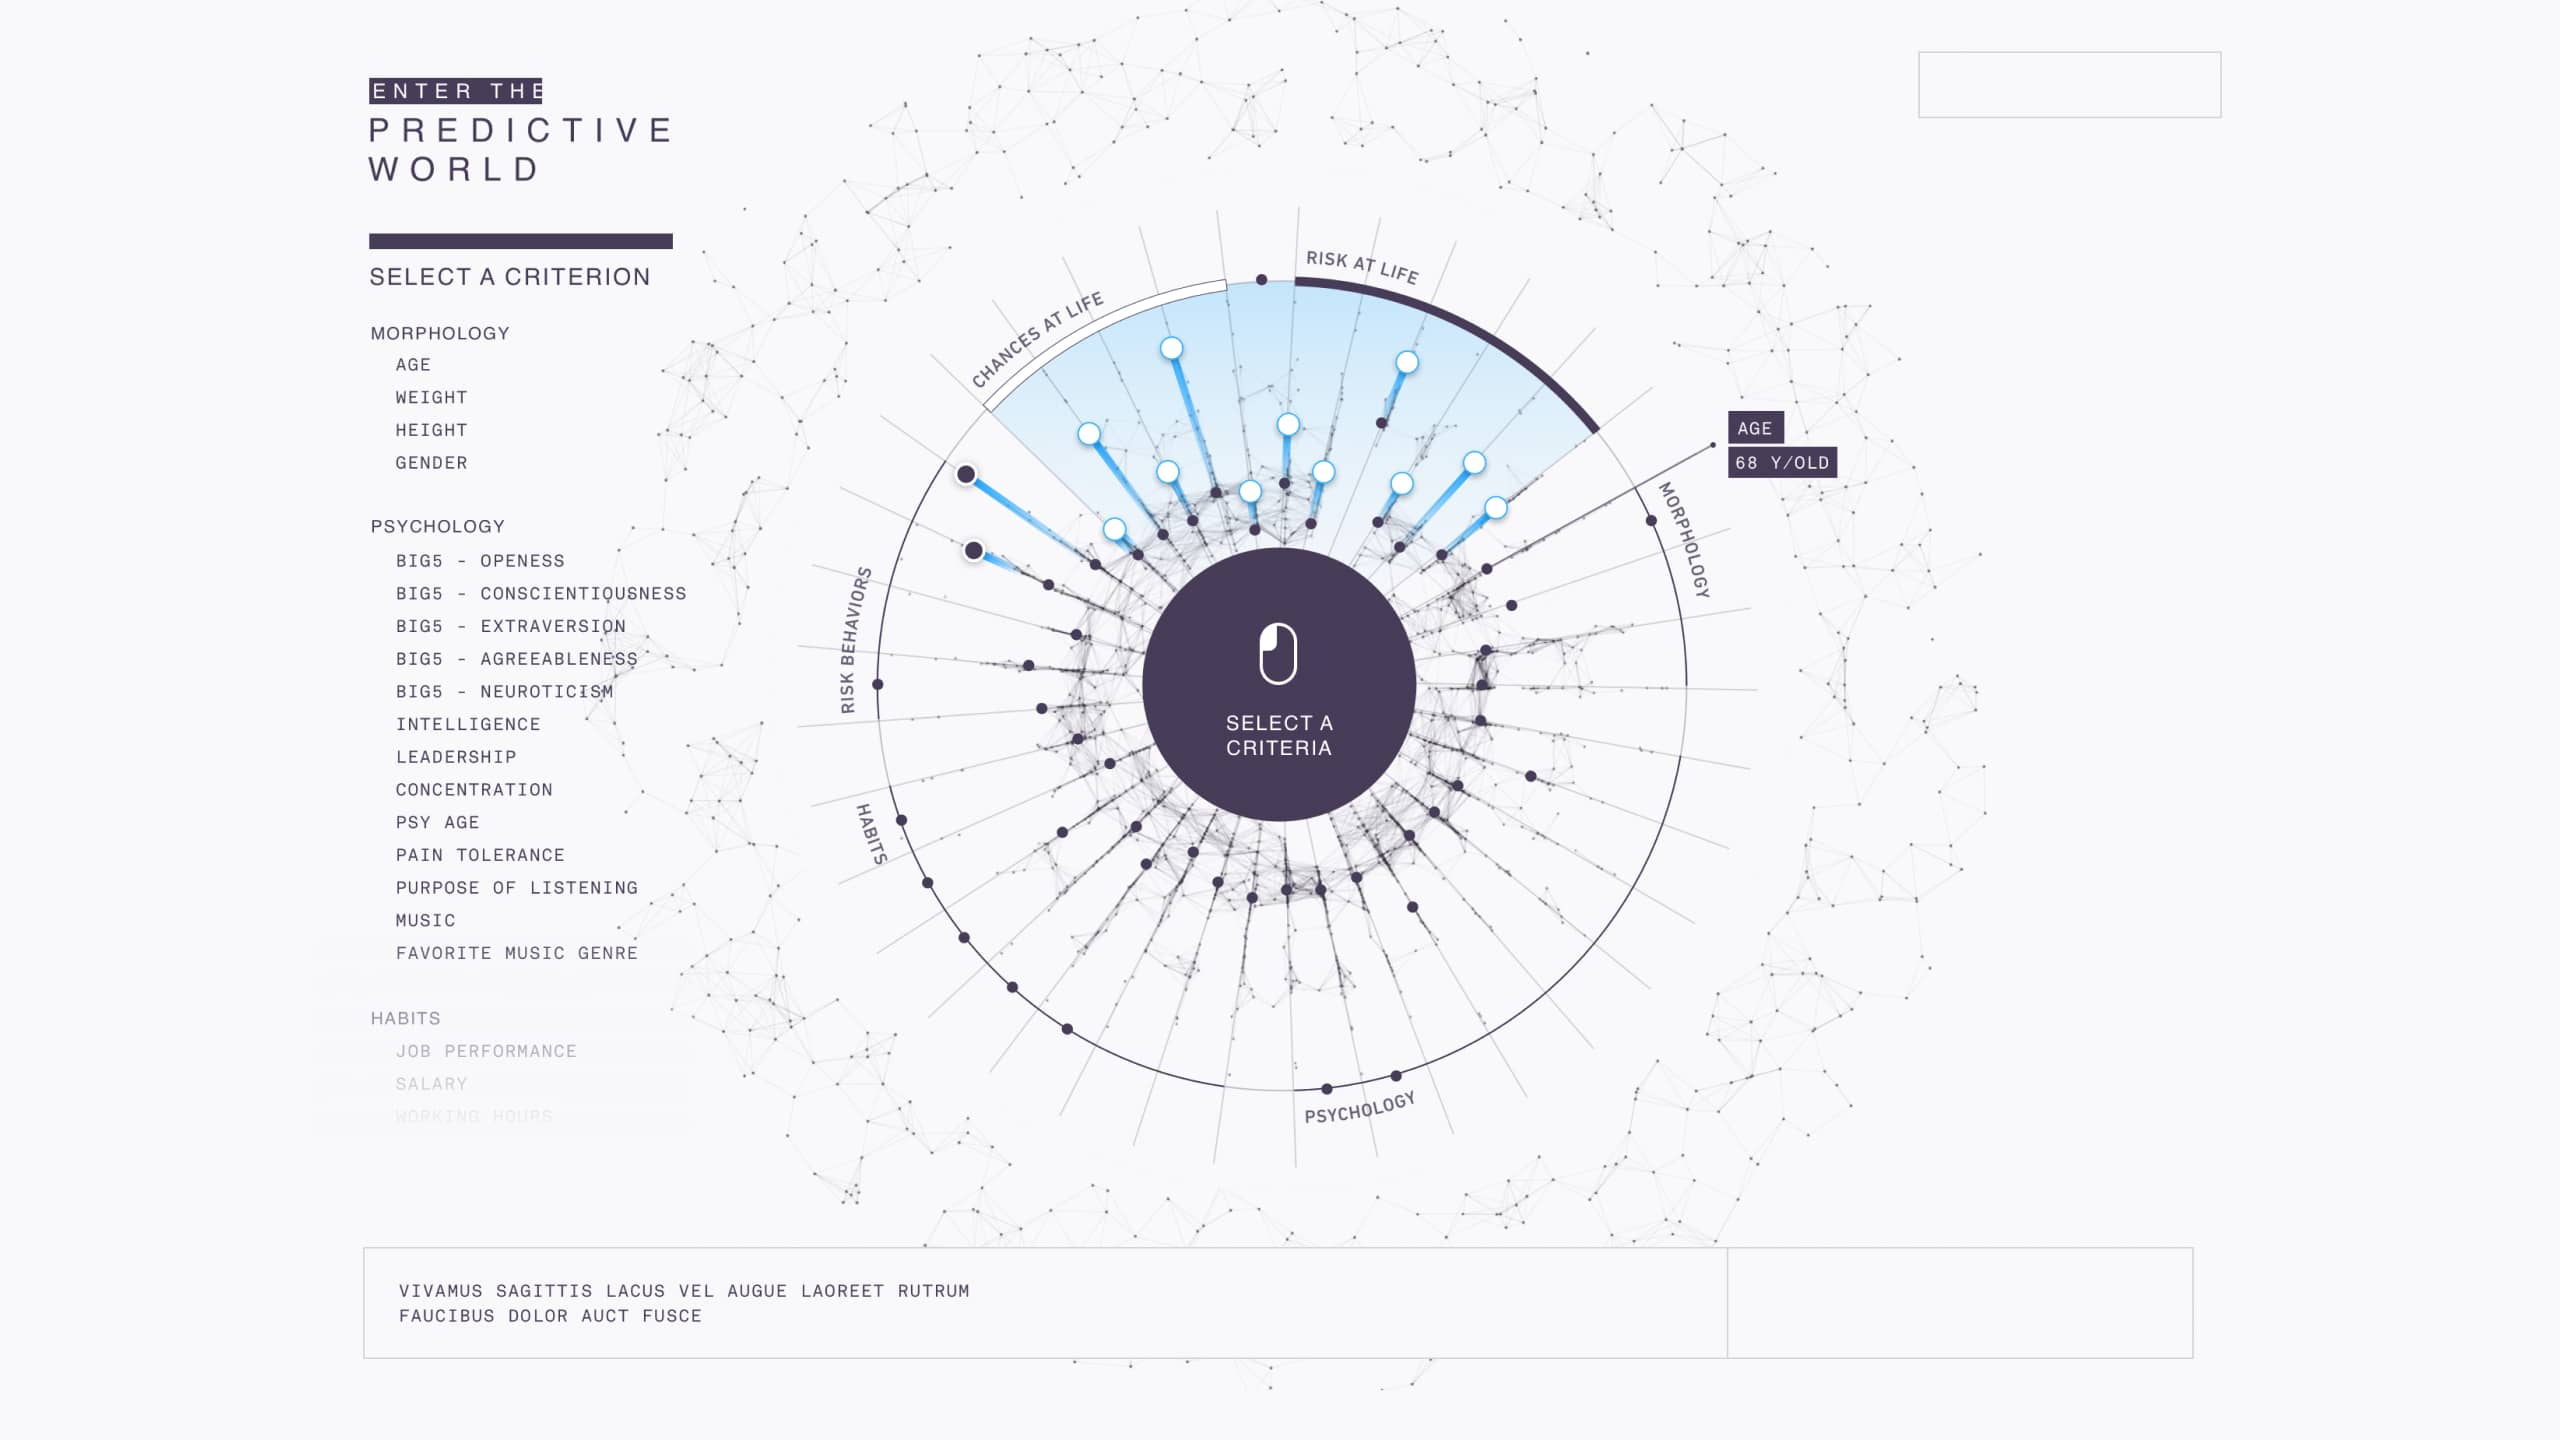 ENTER THE
PREDICTIVE
WORLD
SELECT A CRITERION
MORPHOLOGY
AGE
WEIGHT
HEIGHT
GENDER
PSYCHOLOGY
BIG5 - OPENESS
BIG5 - CONSCIENTIOUSNESS
BIG5 - EXTRAVERSION
BIG5 - AGREEABLENESS
BIG5 - NEUROTICISM
INTELLIGENCE
LEADERSHIP
CONCENTRATION
PSY AGE
PAIN TOLERANCE
PURPOSE OF LISTENING
MUSIC
FAVORITE MUSIC GENRE
HABITS
JOB PERFORMANCE
SALARY
WORKING HOURS
CHANCES AT LIFE
RISK AT LIFE
AGE
68 Y/OLD
MORPHOLOGY
RISK BEHAVIORS
HABITS
PSYCHOLOGY
SELECT A
CRITERIA
VIVAMUS SAGITTIS LACUS VEL AUGUE LAOREET RUTRUM
FAUCIBUS DOLOR AUCT FUSCE